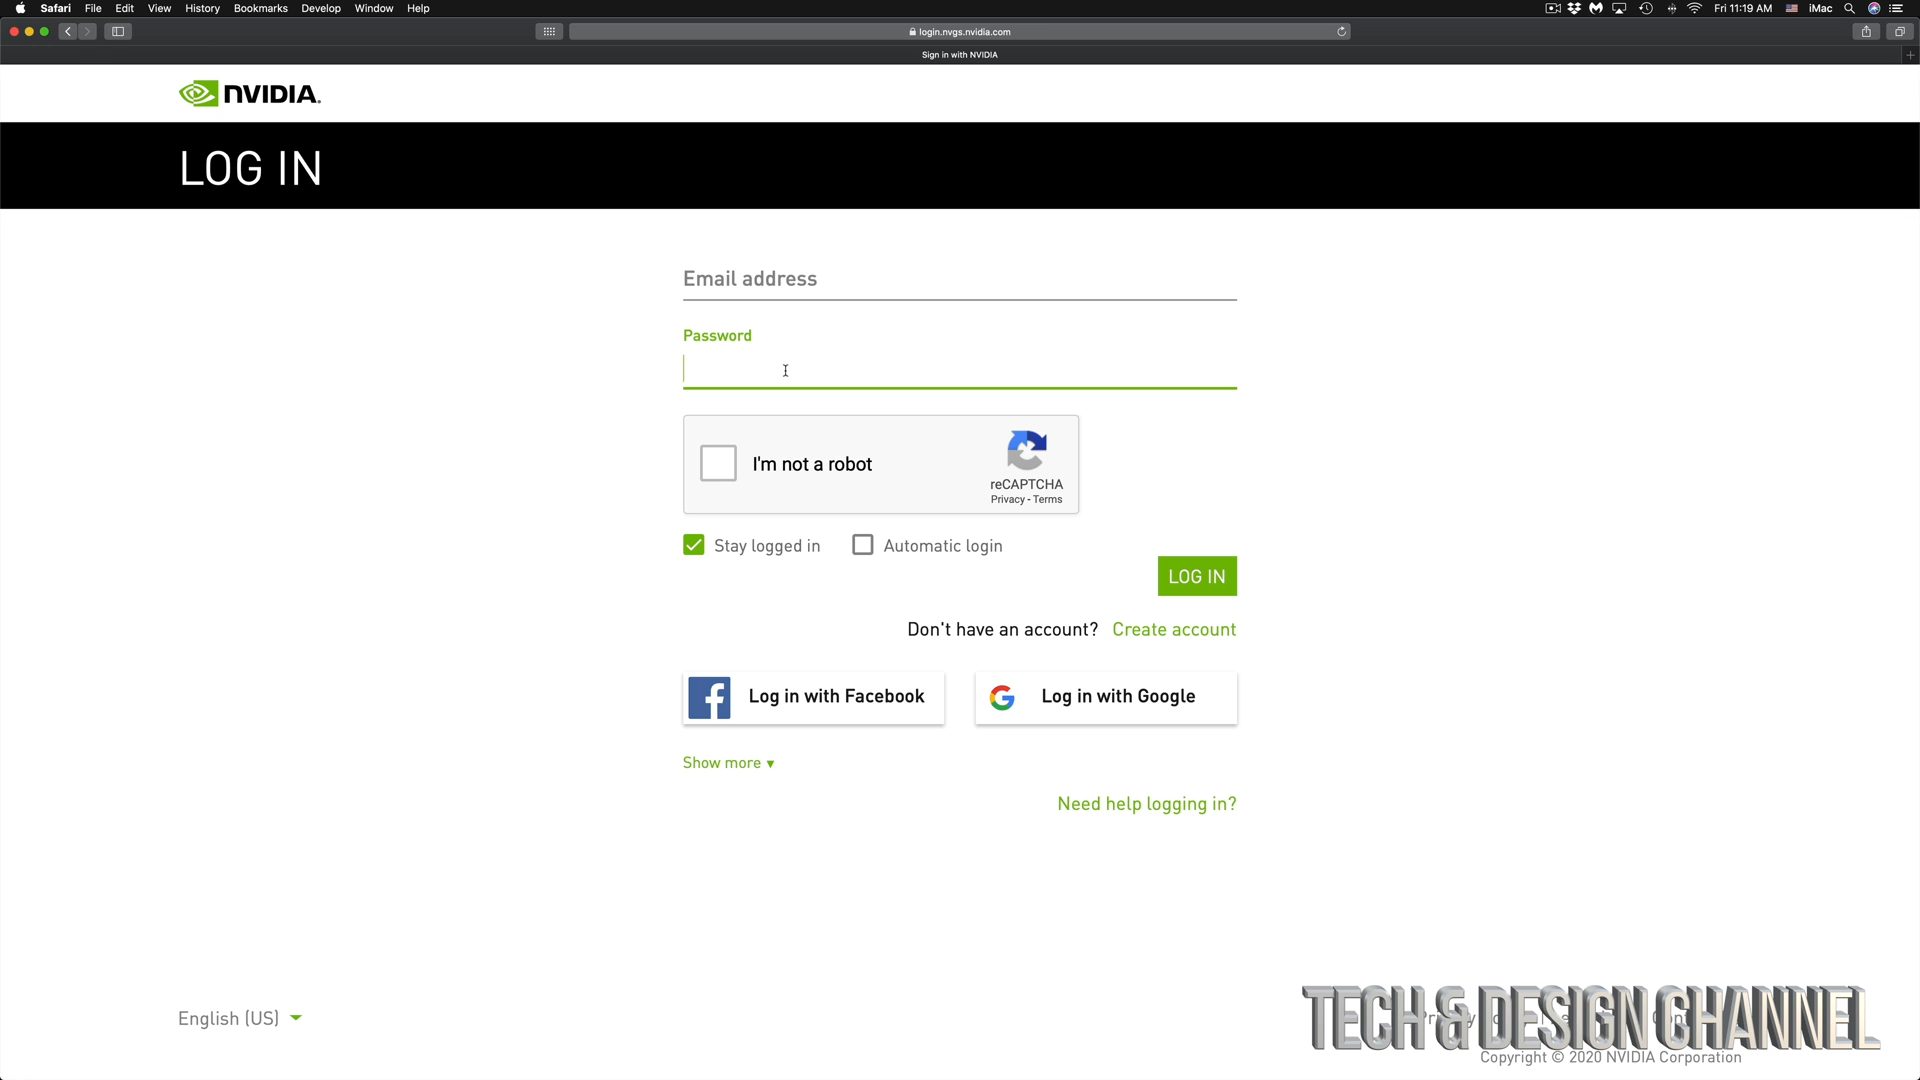 Safari File Edit View History Bookmarks Develop Window Help Fri 11:19 AM iMac
login.nvgs.nvidia.com
Sign in with NVIDIA
NVIDIA.
LOG IN
Email address
Password
I'm not a robot
reCAPTCHA
Privacy - Terms
Stay logged in Automatic login
LOG IN
Don't have an account? Create account
Log in with Facebook Log in with Google
Show more ▼
Need help logging in?
English (US)
TECH & DESIGN CHANNEL
Copyright © 2020 NVIDIA Corporation